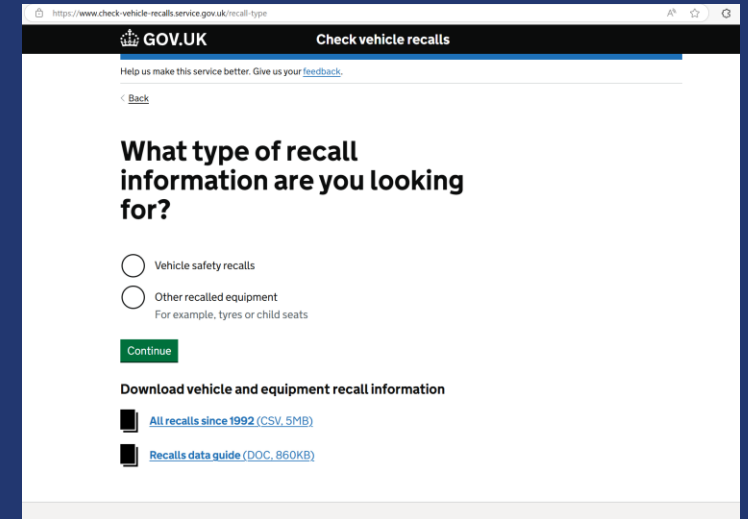 https://www.check-vehicle-recalls.service.gov.uk/recall-type
GOV.UK Check vehicle recalls
Help us make this service better. Give us your feedback.
< Back
What type of recall
information are you looking
for?
Vehicle safety recalls
Other recalled equipment
For example, tyres or child seats
Continue
Download vehicle and equipment recall information
All recalls since 1992 (CSV, 5MB)
Recalls data guide (DOC, 860KB)